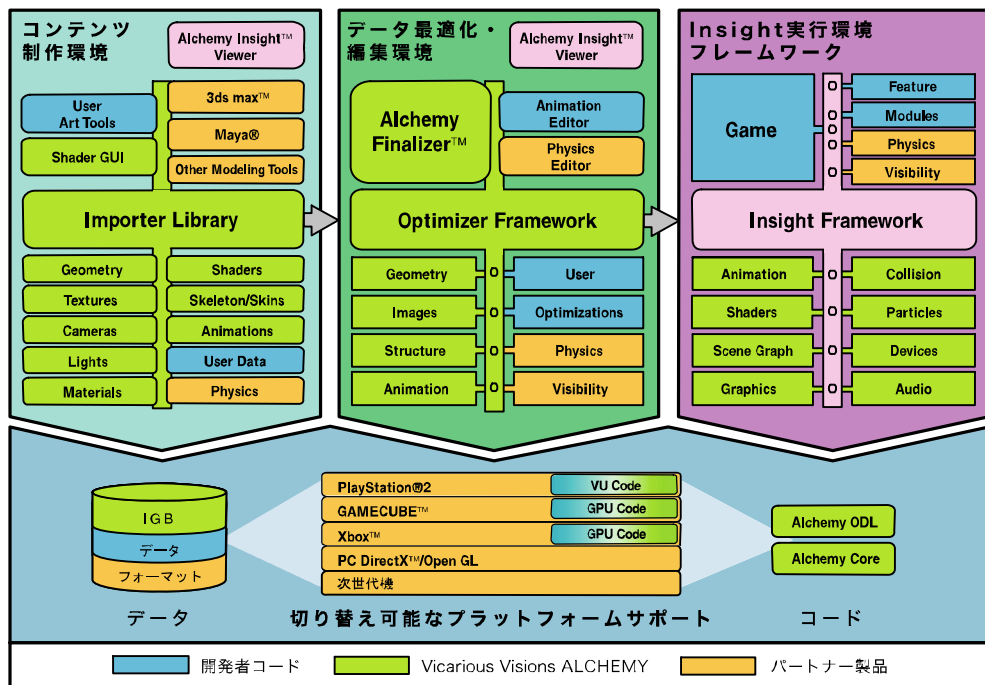 コンテンツ
制作環境
Alchemy Insight™
Viewer
User
Art Tools
Shader GUI
3ds max™
Maya®
Other Modeling Tools
Importer Library
Geometry
Textures
Cameras
Lights
Materials
Shaders
Skeleton/Skins
Animations
User Data
Physics
データ最適化・
編集環境
Alchemy Insight™
Viewer
Alchemy
Finalizer™
Animation
Editor
Physics
Editor
Optimizer Framework
Geometry
Images
Structure
Animation
User
Optimizations
Physics
Visibility
Insight実行環境
フレームワーク
Game
Feature
Modules
Physics
Visibility
Insight Framework
Animation
Shaders
Scene Graph
Graphics
Collision
Particles
Devices
Audio
IGB
データ
フォーマット
データ
PlayStation®2
VU Code
GAMECUBE™
GPU Code
Xbox™
GPU Code
PC DirectX™/Open GL
次世代機
切り替え可能なプラットフォームサポート
Alchemy ODL
Alchemy Core
コード
開発者コード
Vicarious Visions ALCHEMY
パートナー製品